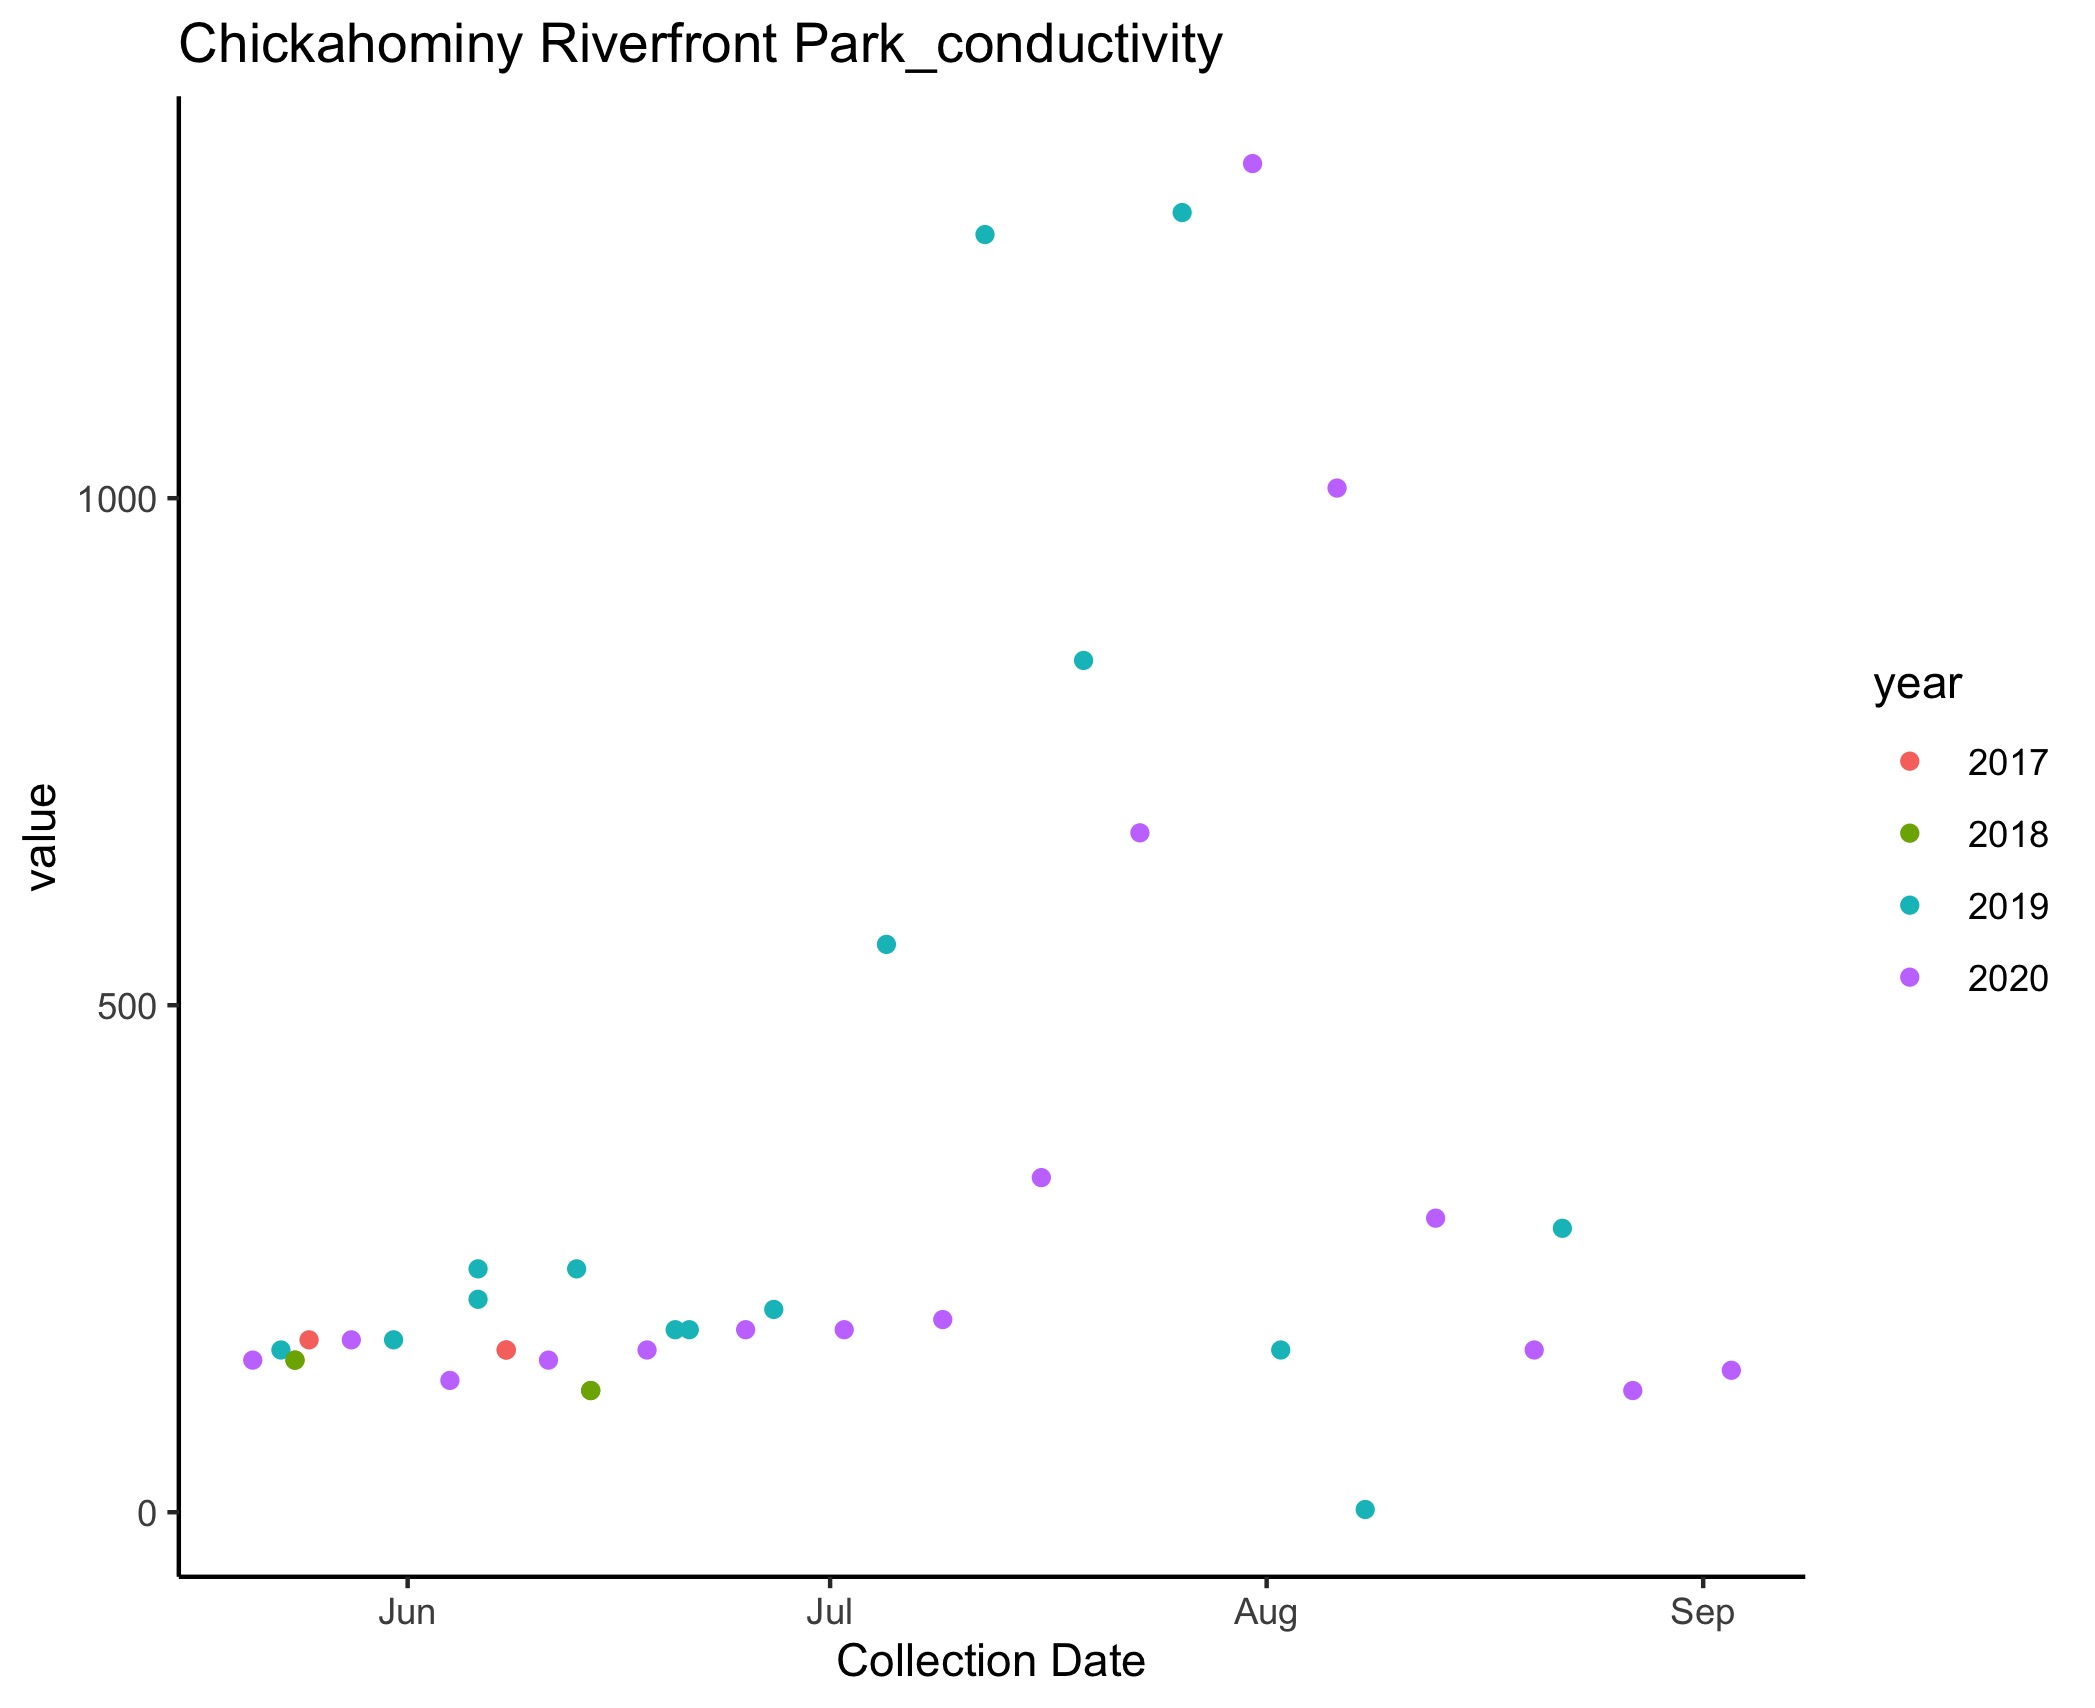 Chickahominy Riverfront Park_conductivity
value
1000
500
0
Jun
Jul
Aug
Sep
Collection Date
year
2017
2018
2019
2020